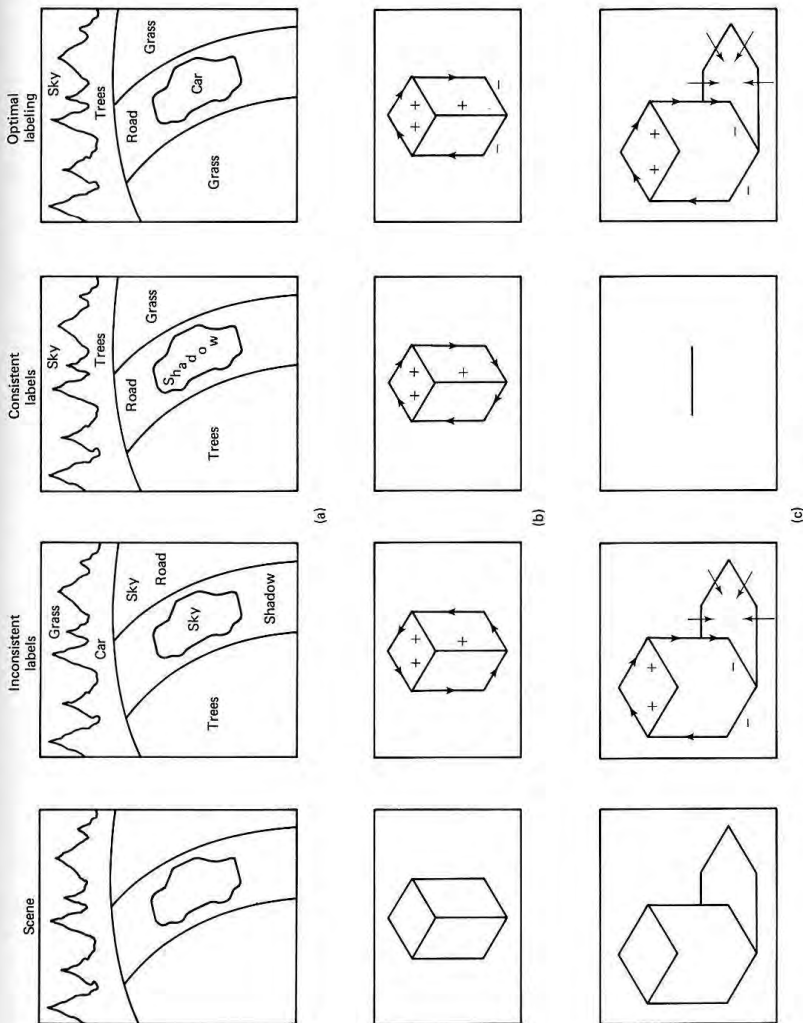 Scene
Inconsistent
labels
Consistent
labels
Optimal
labeling
Grass
Car
Sky
Road
Sky
Trees
Shadow
Sky
Trees
Road
Grass
Shadow
Trees
Sky
Trees
Road
Grass
Car
Grass
(a)
(b)
(c)